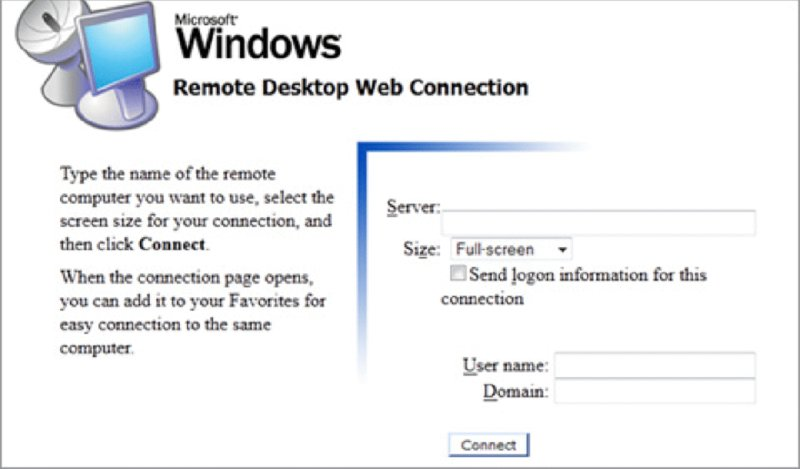 Microsoft®
Windows
Remote Desktop Web Connection
Type the name of the remote
computer you want to use, select the
screen size for your connection, and
then click Connect.
When the connection page opens,
you can add it to your Favorites for
easy connection to the same
computer.
Server:
Size: Full-screen
Send logon information for this
connection
User name:
Domain:
Connect